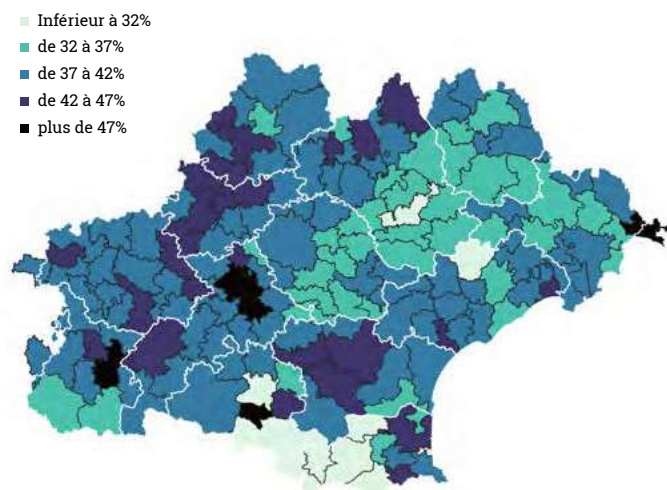 Inférieur à 32%
de 32 à 37%
de 37 à 42%
de 42 à 47%
plus de 47%